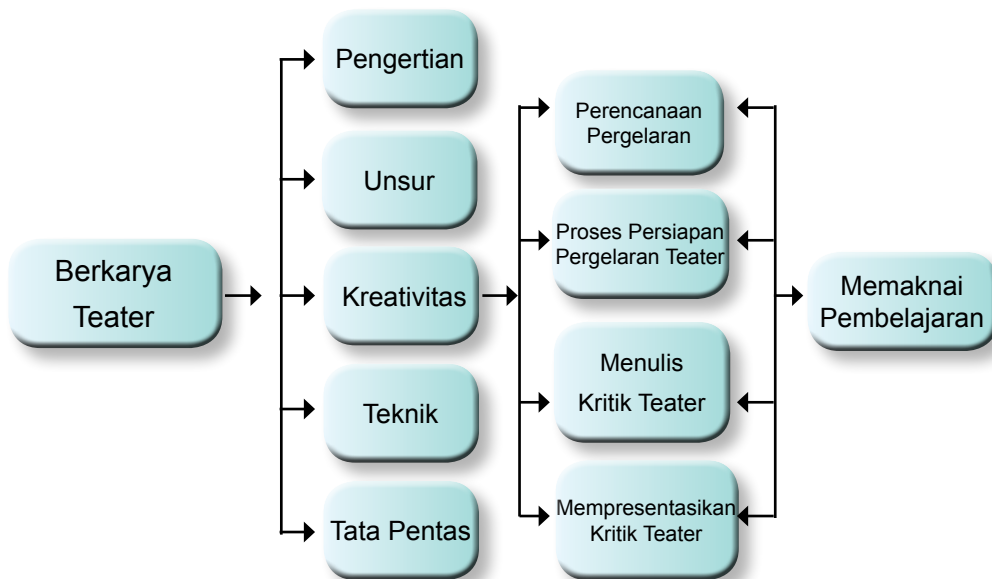 Berkarya
Teater
Pengertian
Unsur
Kreativitas
Teknik
Tata Pentas
Perencanaan
Pergelaran
Proses Persiapan
Pergelaran Teater
Menulis
Kritik Teater
Mempresentasikan
Kritik Teater
Memaknai
Pembelajaran